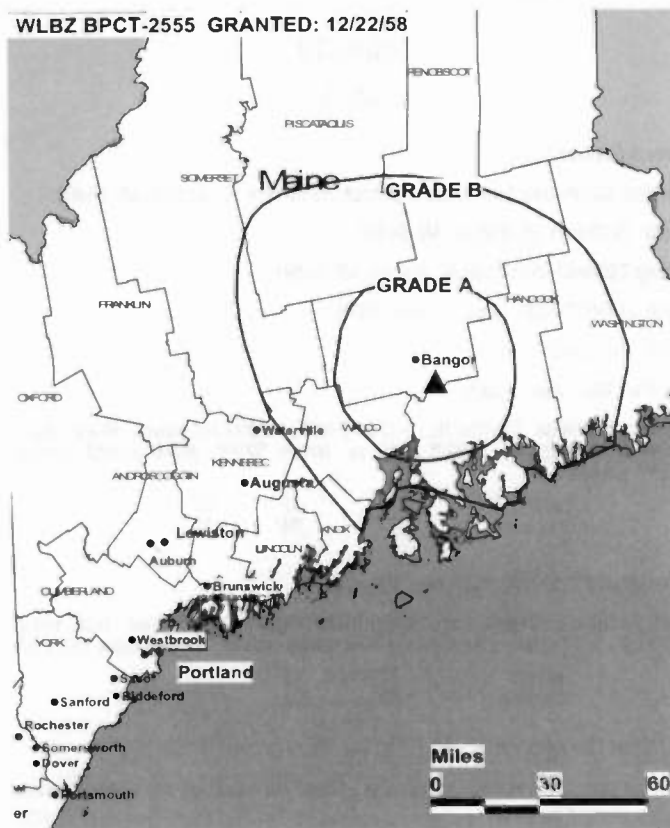 WLBZ BPCT-2555 GRANTED: 12/22/58
PENOBSCOT
PISCATAQUIS
SOMERSET
Maine
GRADE B
GRADE A
HANCOCK
FRANKLIN
WASHINGTON
Bangor
OXFORD
Waterville
WALDO
KENNEBEC
ANDROSCOGGIN
Augusta
KNOX
Lewiston
LINCOLN
Auburn
CUMBERLAND
Brunswick
YORK
Westbrook
Portland
Saco
Biddeford
Sanford
Rochester
Somersworth
Dover
Portsmouth
er
Miles
0 30 60